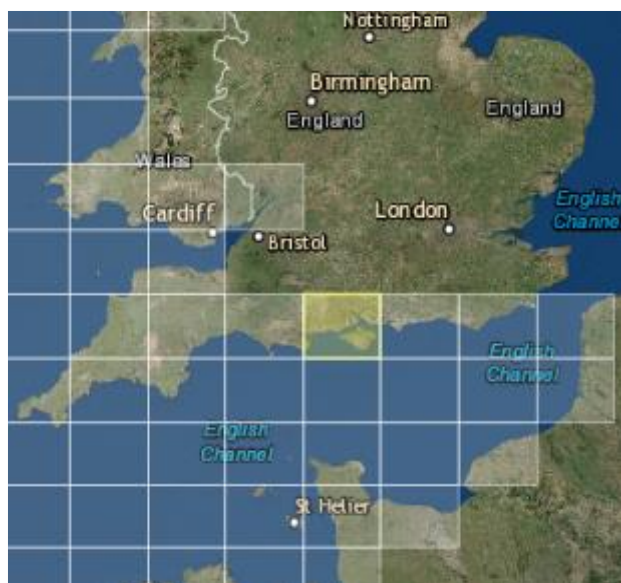 Nottingham
Birmingham
England
England
Wales
English
Channel
Cardiff
London
Bristol
English
Channel
English
Channel
St Helier